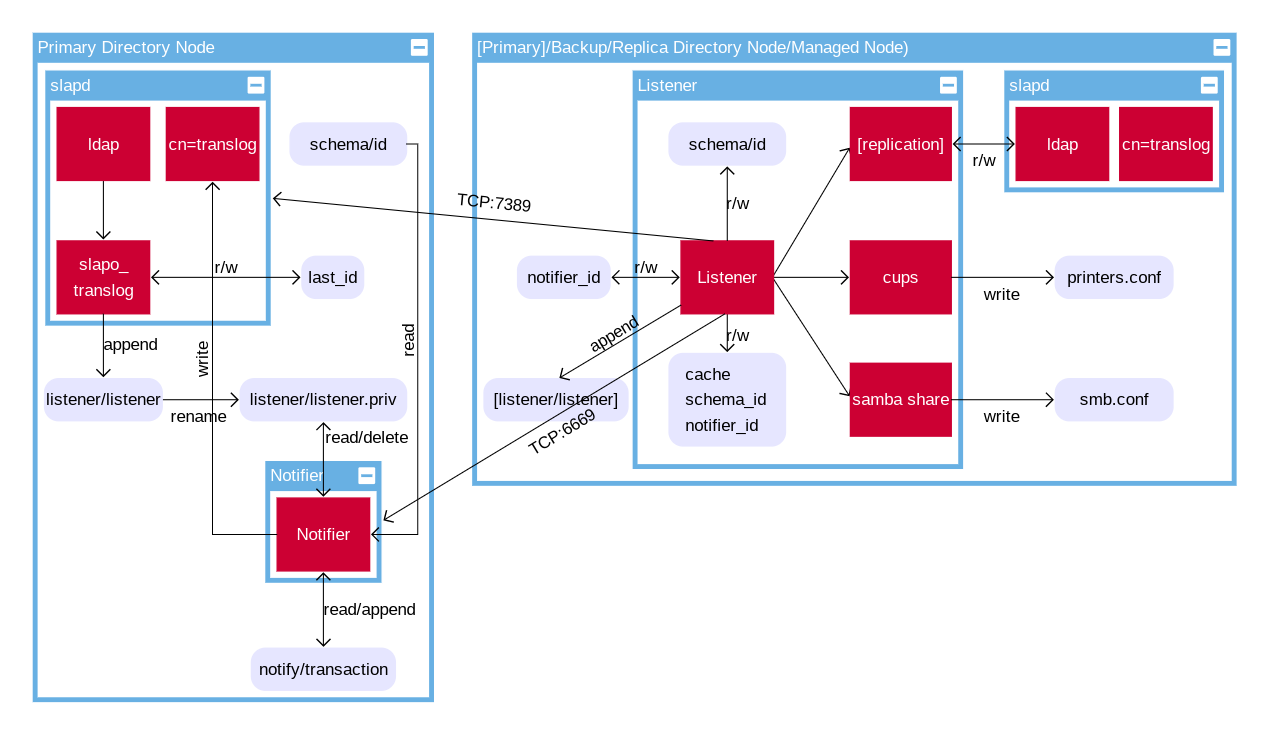 Primary Directory Node
slapd
ldap
cn=translog
schema/id
slapo_
translog
r/w
last_id
append
write
read
listener/listener
rename
listener/listener.priv
read/delete
Notifier
Notifier
read/append
notify/transaction
TCP:7389
TCP:6669
[Primary]/Backup/Replica Directory Node/Managed Node)
Listener
schema/id
r/w
notifier_id
r/w
Listener
append
[listener/listener]
r/w
cache
schema_id
notifier_id
[replication]
cups
samba share
r/w
slapd
ldap
cn=translog
write
printers.conf
write
smb.conf